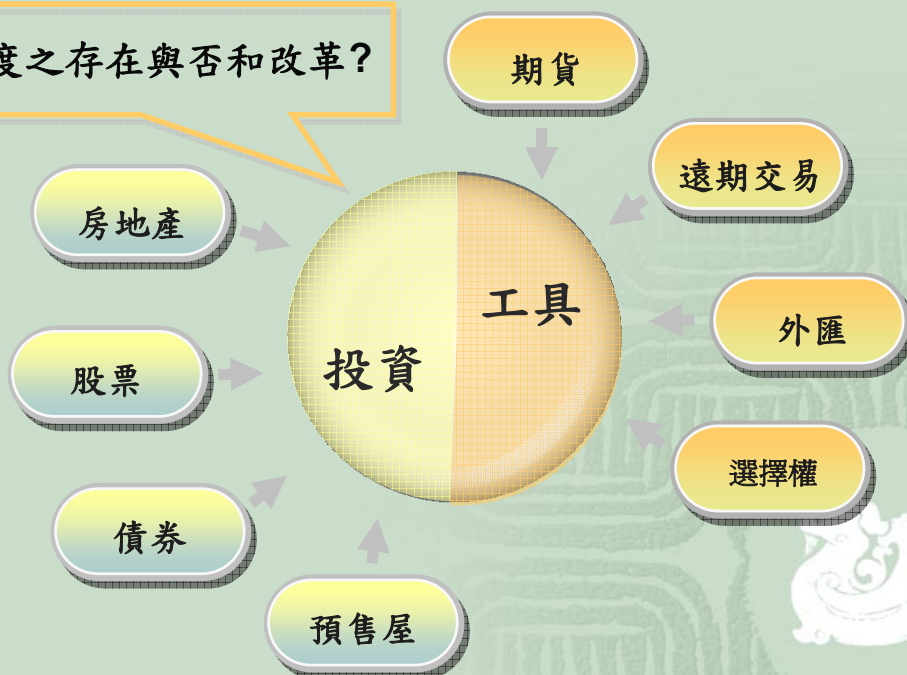 度之存在與否和改革?
期貨
遠期交易
房地產
外匯
工具
投資
股票
選擇權
債券
預售屋